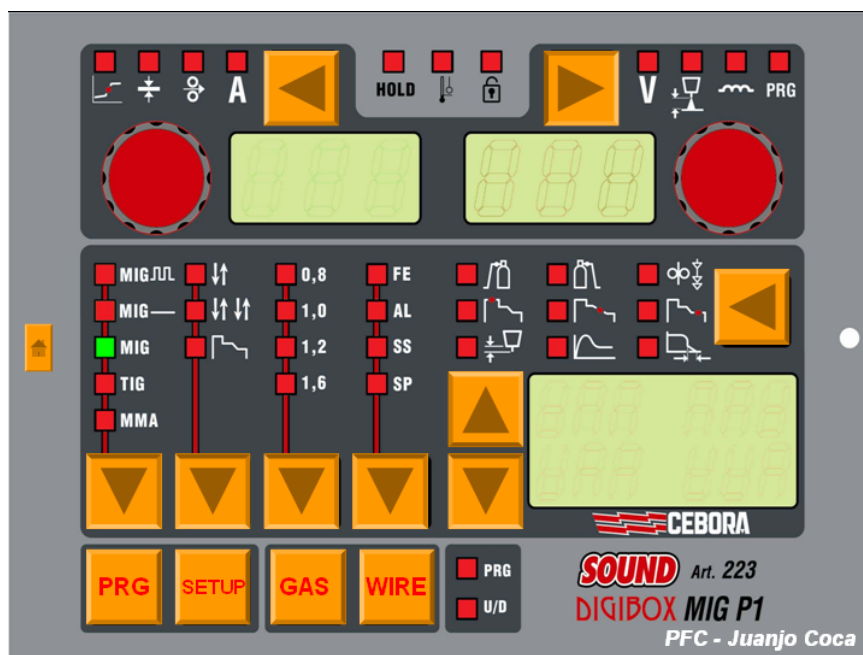 A
HOLD
V
PRG
MIG
0,8
FE
MIG
1,0
AL
MIG
1,2
SS
TIG
1,6
SP
MMA
CEBORA
PRG
SETUP
GAS
WIRE
PRG
U/D
SOUND Art. 223
DIGIBOX MIG P1
PFC - Juanjo Coca